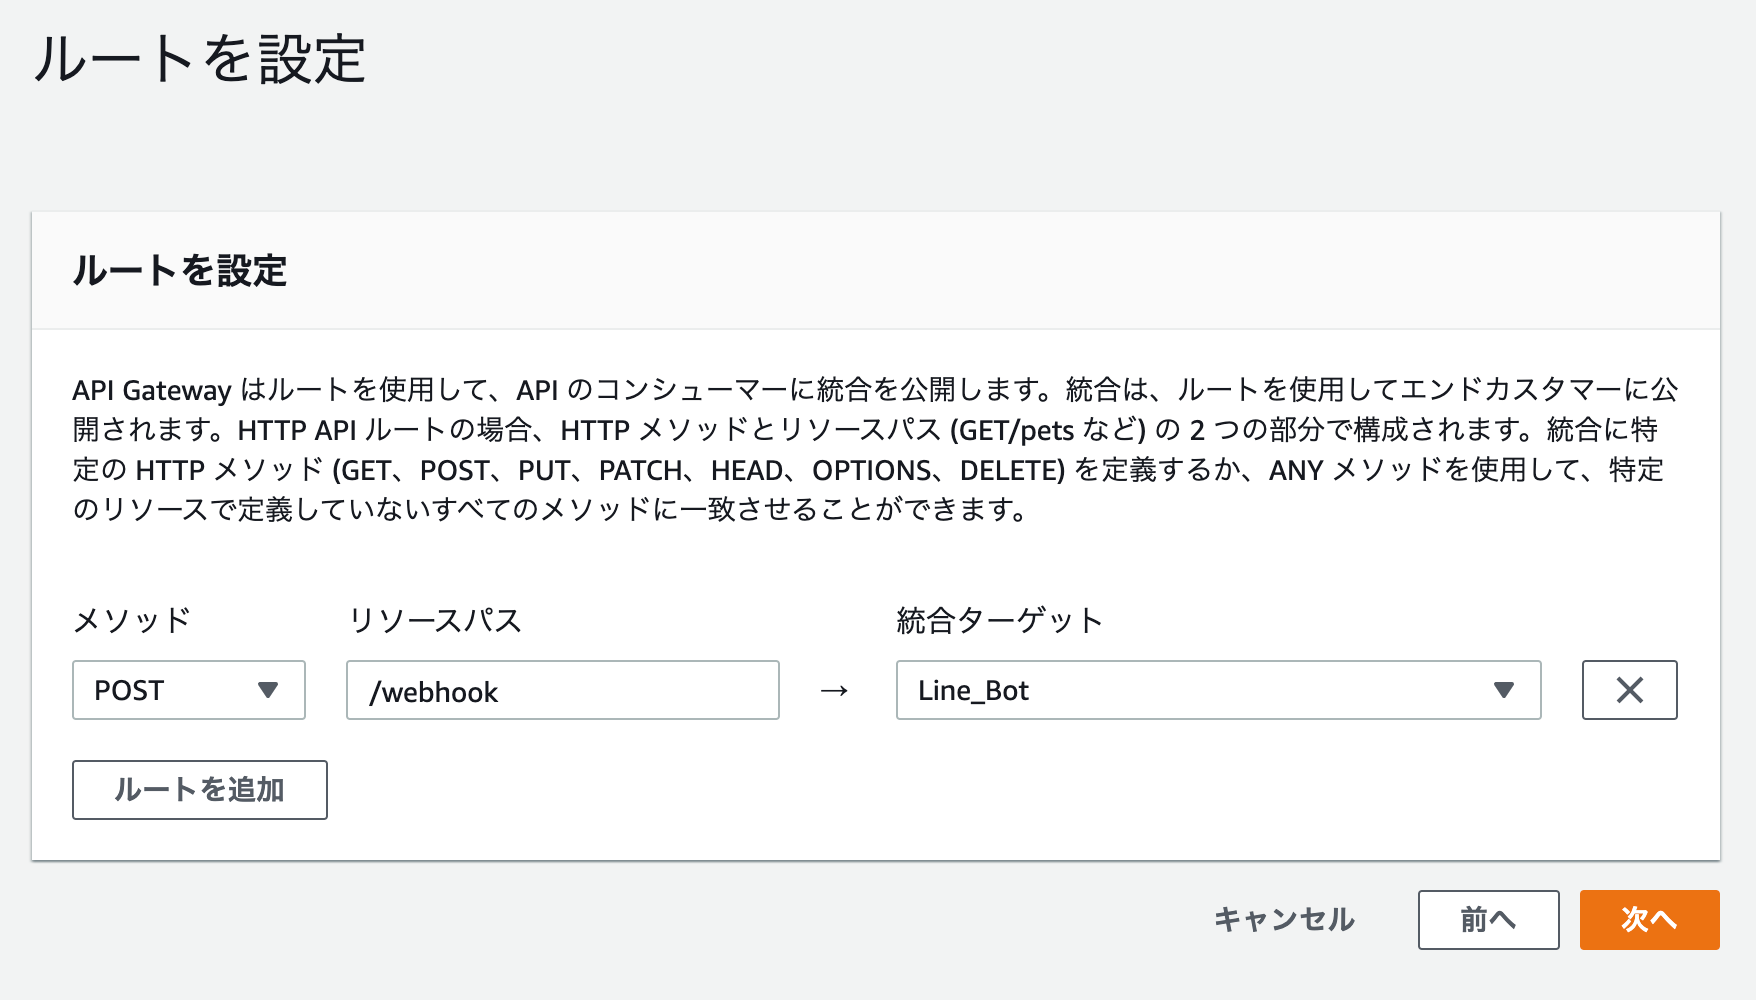 ルートを設定
ルートを設定
API Gateway はルートを使用して、API のコンシューマーに統合を公開します。統合は、ルートを使用してエンドカスタマーに公
開されます。HTTP API ルートの場合、HTTP メソッドとリソースパス (GET/pets など) の 2 つの部分で構成されます。統合に特
定の HTTP メソッド (GET、POST、PUT、PATCH、HEAD、OPTIONS、DELETE) を定義するか、ANY メソッドを使用して、特定
のリソースで定義していないすべてのメソッドに一致させることができます。
メソッド リソースパス 統合ターゲット
POST /webhook → Line_Bot
ルートを追加
キャンセル 前へ 次へ